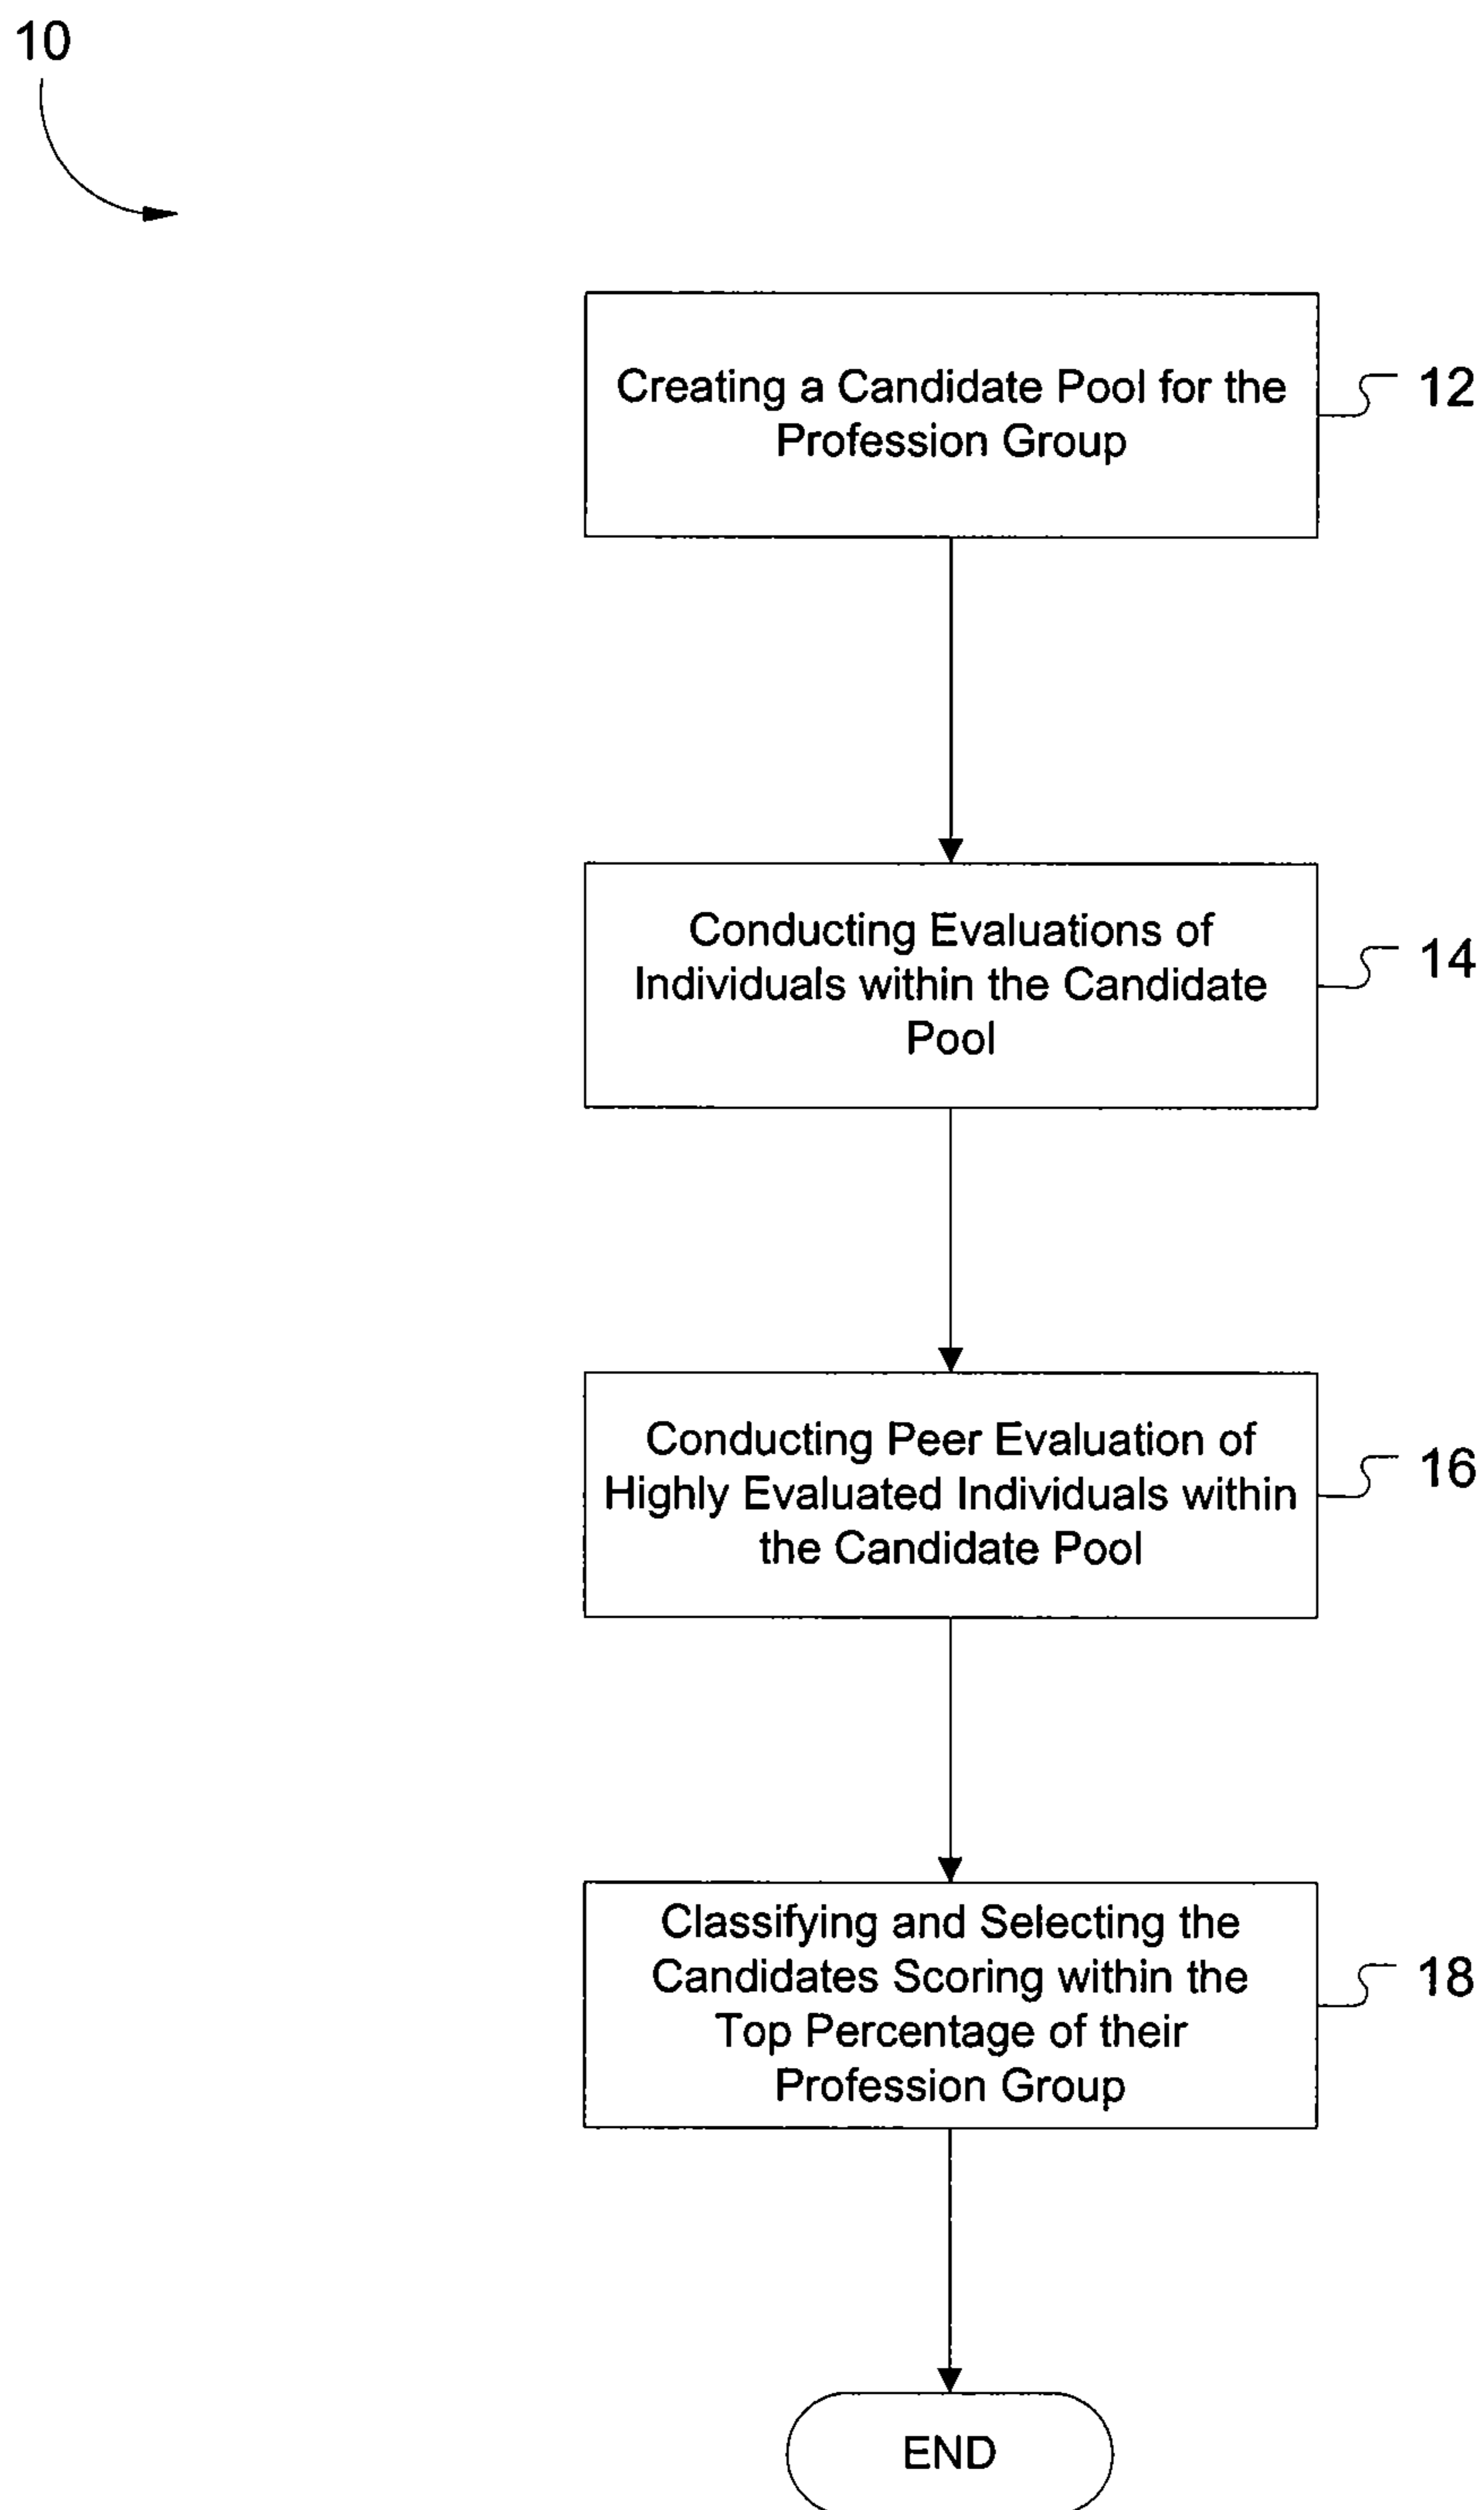 10
Creating a Candidate Pool for the
Profession Group
12
Conducting Evaluations of
Individuals within the Candidate
Pool
14
Conducting Peer Evaluation of
Highly Evaluated Individuals within
the Candidate Pool
16
Classifying and Selecting the
Candidates Scoring within the
Top Percentage of their
Profession Group
18
END